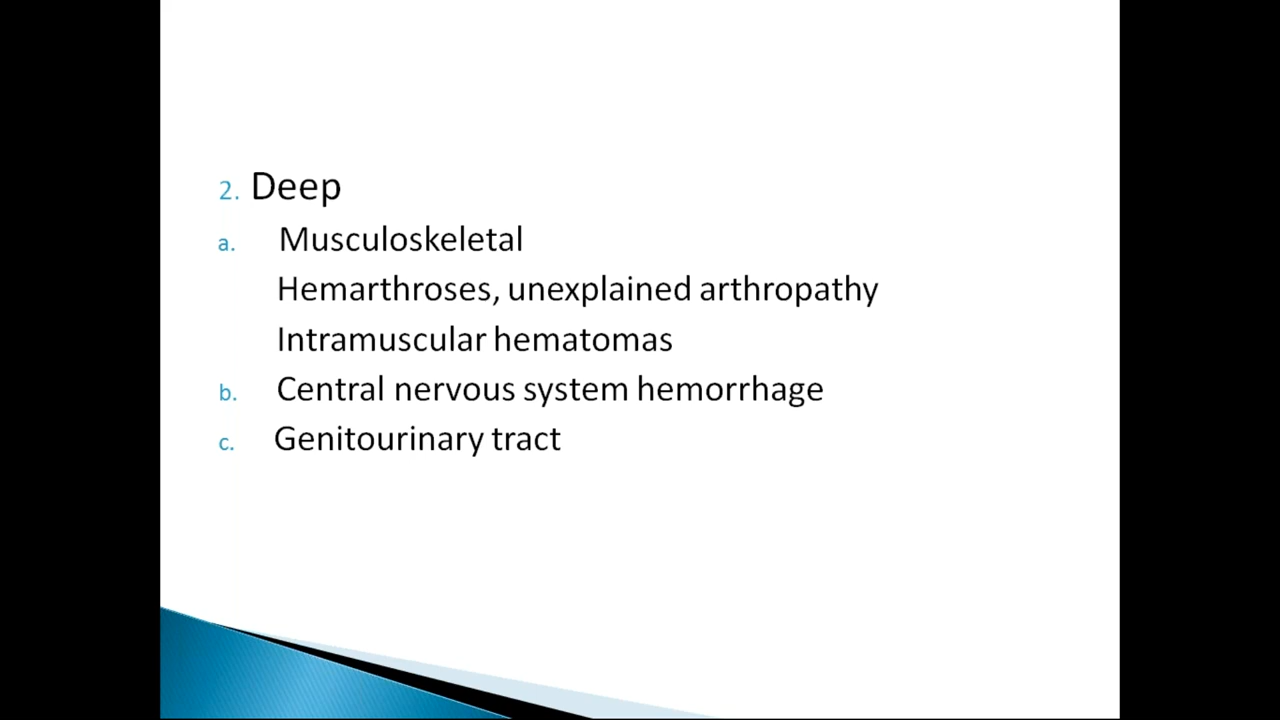 2. Deep
a. Musculoskeletal
Hemarthroses, unexplained arthropathy
Intramuscular hematomas
b. Central nervous system hemorrhage
c. Genitourinary tract